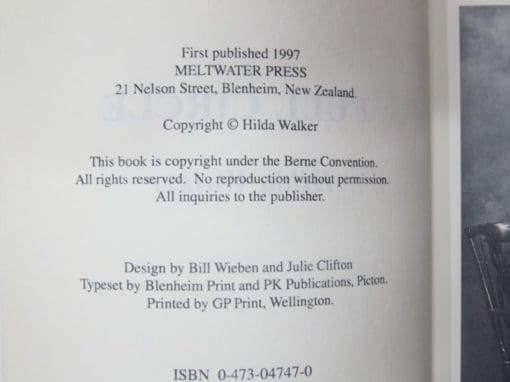 First published 1997
MELTWATER PRESS
21 Nelson Street, Blenheim, New Zealand.
Copyright © Hilda Walker
This book is copyright under the Berne Convention.
All rights reserved. No reproduction without permission.
All inquiries to the publisher.
Design by Bill Wieben and Julie Clifton
Typeset by Blenheim Print and PK Publications, Picton.
Printed by GP Print, Wellington.
ISBN 0-473-04747-0